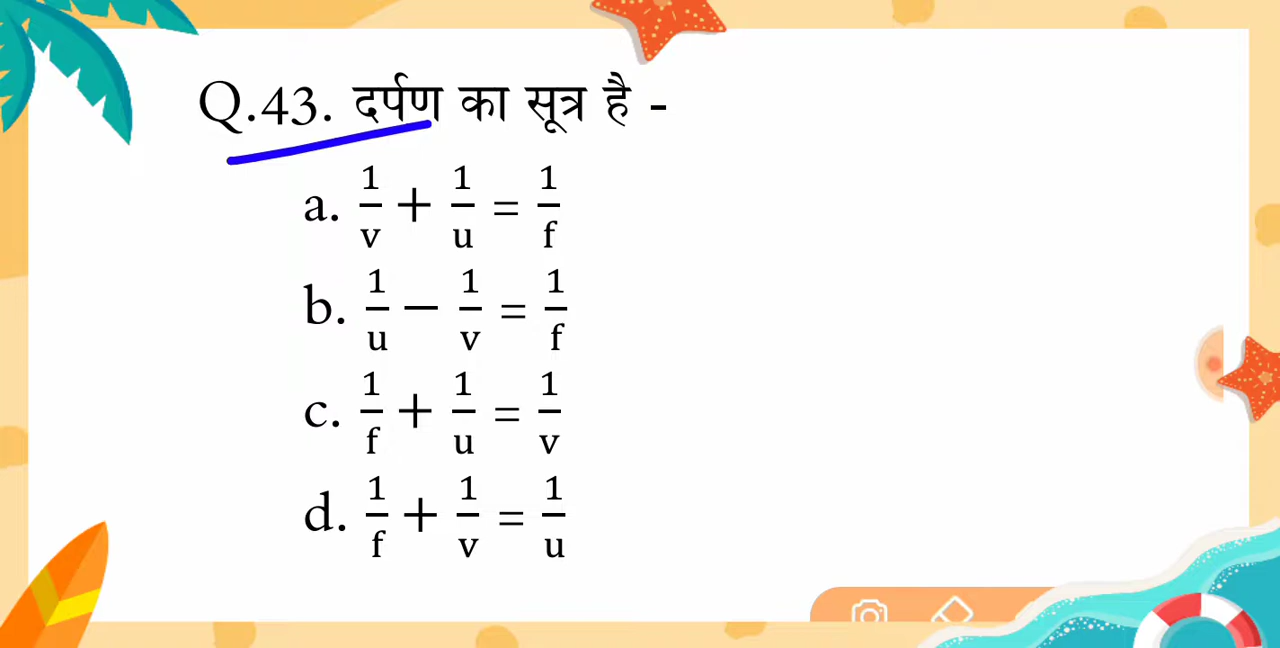 Q.43. दर्पण का सूत्र है -
a. 1/v + 1/u = 1/f
b. 1/u − 1/v = 1/f
c. 1/f + 1/u = 1/v
d. 1/f + 1/v = 1/u